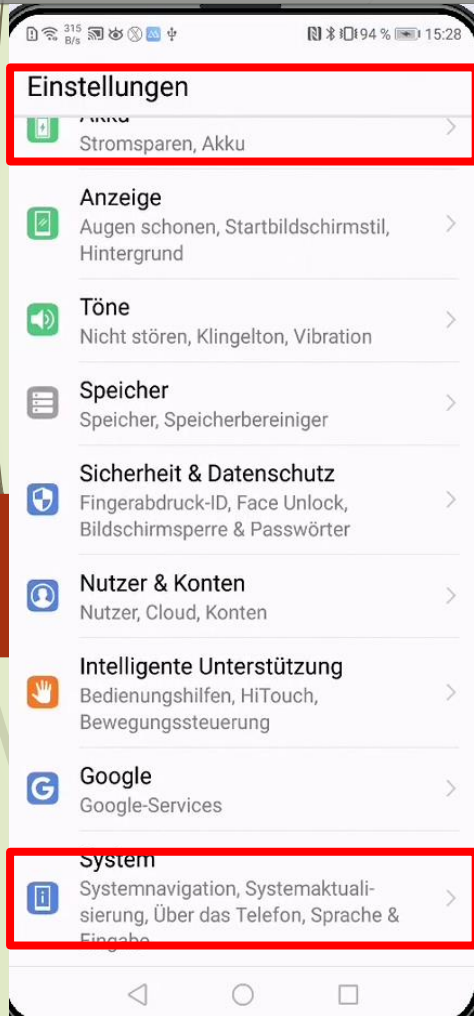 315
B/s
94 %
15:28
Einstellungen
Akku
Stromsparen, Akku
Anzeige
Augen schonen, Startbildschirmstil,
Hintergrund
Töne
Nicht stören, Klingelton, Vibration
Speicher
Speicher, Speicherbereiniger
Sicherheit & Datenschutz
Fingerabdruck-ID, Face Unlock,
Bildschirmsperre & Passwörter
Nutzer & Konten
Nutzer, Cloud, Konten
Intelligente Unterstützung
Bedienungshilfen, HiTouch,
Bewegungssteuerung
Google
Google-Services
System
Systemnavigation, Systemaktuali-
sierung, Über das Telefon, Sprache &
Eingabe